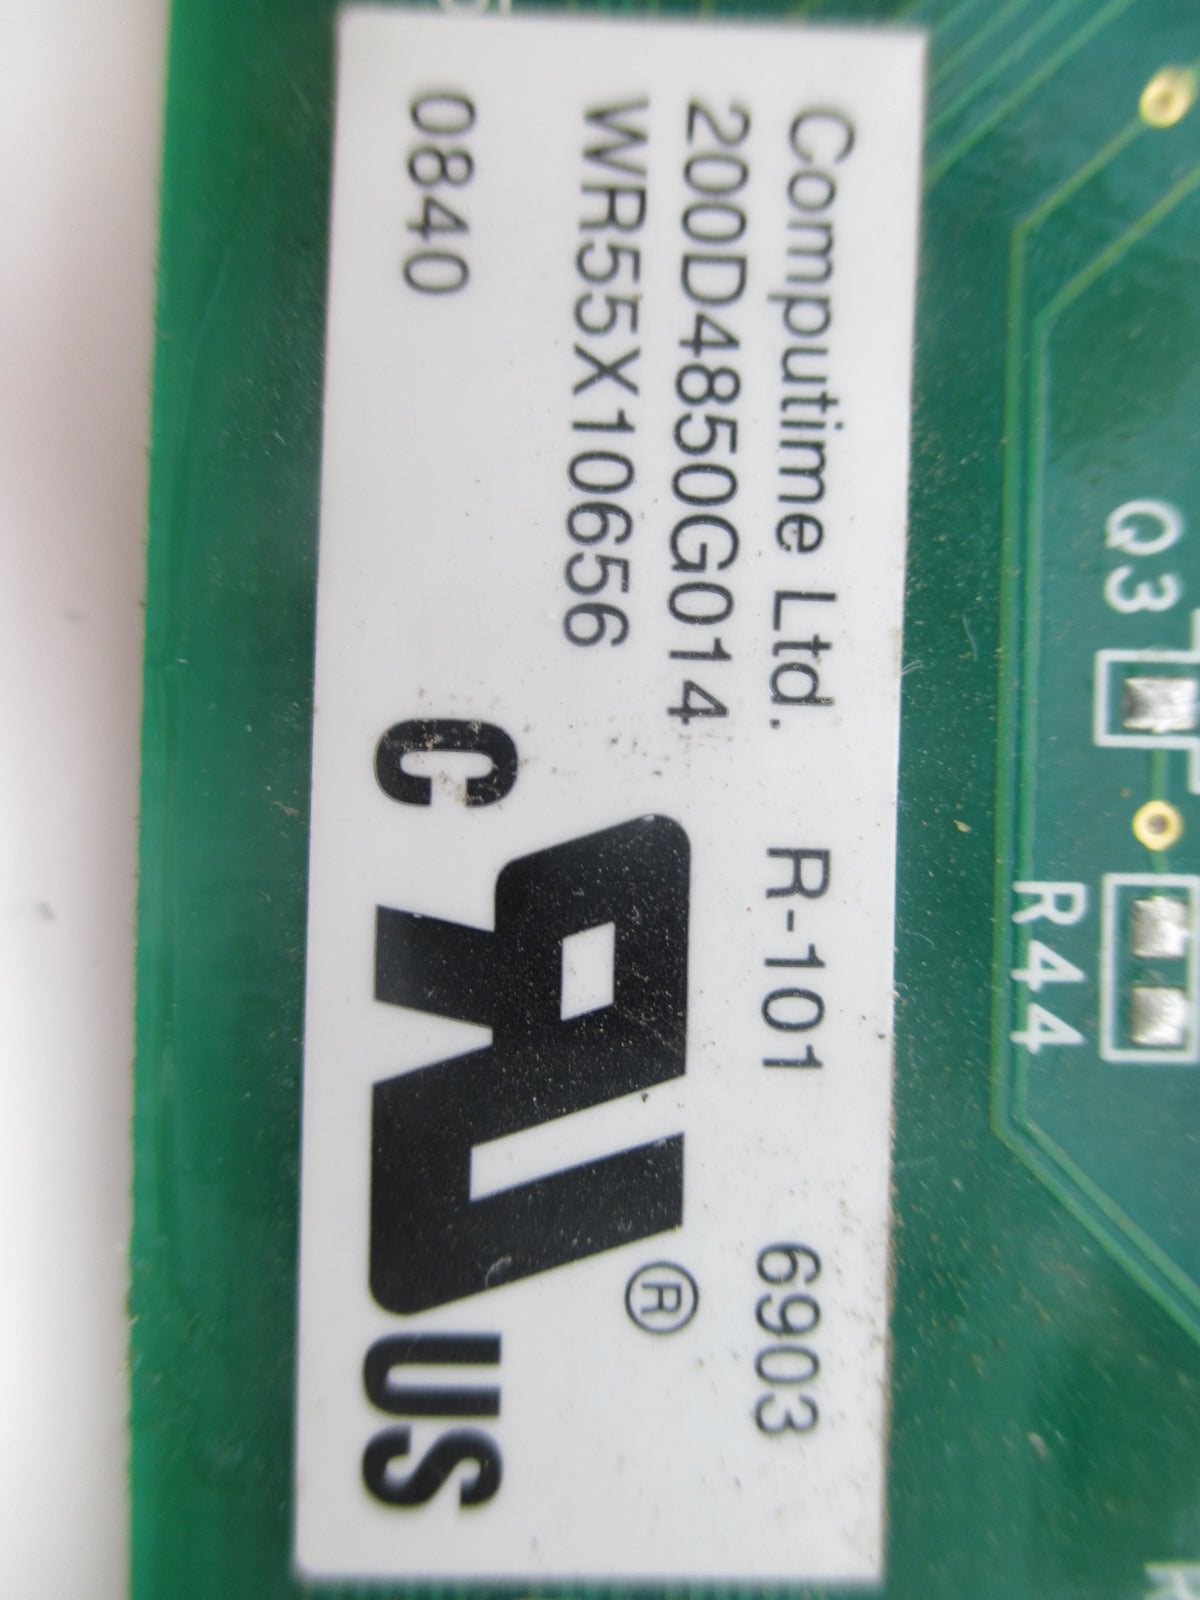 Computime Ltd. R-101 6903
200D4850G014
WR55X10656
0840
C
US
®
Q3
R44